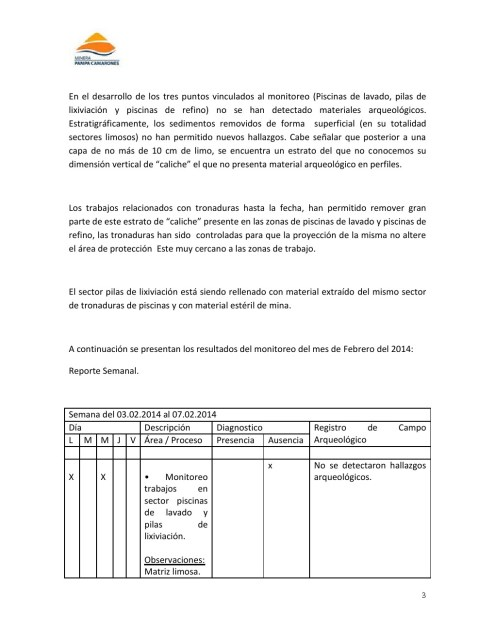 MINERA
PAMPA CAMARONES
En el desarrollo de los tres puntos vinculados al monitoreo (Piscinas de lavado, pilas de
lixiviación y piscinas de refino) no se han detectado materiales arqueológicos.
Estratigráficamente, los sedimentos removidos de forma superficial (en su totalidad
sectores limosos) no han permitido nuevos hallazgos. Cabe señalar que posterior a una
capa de no más de 10 cm de limo, se encuentra un estrato del que no conocemos su
dimensión vertical de “caliche” el que no presenta material arqueológico en perfiles.
Los trabajos relacionados con tronaduras hasta la fecha, han permitido remover gran
parte de este estrato de “caliche” presente en las zonas de piscinas de lavado y piscinas de
refino, las tronaduras han sido controladas para que la proyección de la misma no altere
el área de protección Este muy cercano a las zonas de trabajo.
El sector pilas de lixiviación está siendo rellenado con material extraído del mismo sector
de tronaduras de piscinas y con material estéril de mina.
A continuación se presentan los resultados del monitoreo del mes de Febrero del 2014:
Reporte Semanal.
Semana del 03.02.2014 al 07.02.2014
Día Descripción Diagnostico Registro de Campo
L M M J V Área / Proceso Presencia Ausencia Arqueológico
x No se detectaron hallazgos
X X • Monitoreo arqueológicos.
trabajos en
sector piscinas
de lavado y
pilas de
lixiviación.
Observaciones:
Matriz limosa.
3